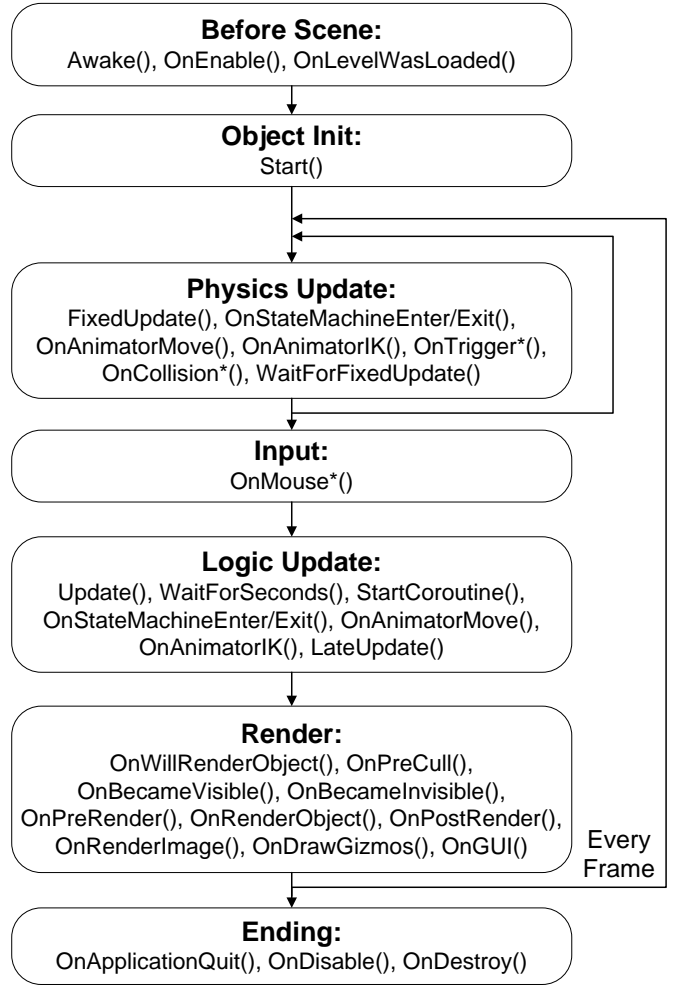 Before Scene:
Awake(), OnEnable(), OnLevelWasLoaded()
Object Init:
Start()
Physics Update:
FixedUpdate(), OnStateMachineEnter/Exit(),
OnAnimatorMove(), OnAnimatorIK(), OnTrigger*(),
OnCollision*(), WaitForFixedUpdate()
Input:
OnMouse*()
Logic Update:
Update(), WaitForSeconds(), StartCoroutine(),
OnStateMachineEnter/Exit(), OnAnimatorMove(),
OnAnimatorIK(), LateUpdate()
Render:
OnWillRenderObject(), OnPreCull(),
OnBecameVisible(), OnBecameInvisible(),
OnPreRender(), OnRenderObject(), OnPostRender(),
OnRenderImage(), OnDrawGizmos(), OnGUI()
Every
Frame
Ending:
OnApplicationQuit(), OnDisable(), OnDestroy()